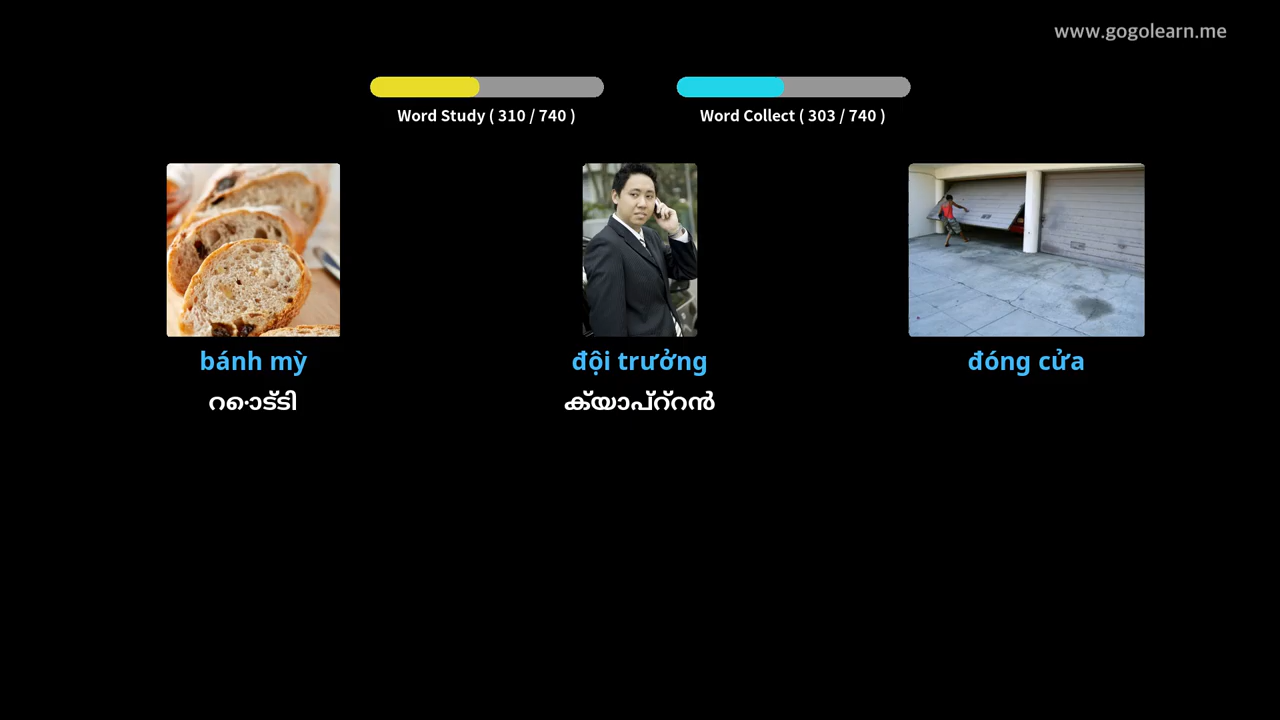 www.gogolearn.me
Word Study ( 310 / 740 )
Word Collect ( 303 / 740 )
bánh mỳ
đội trưởng
đóng cửa
റൊട്ടി
ക്യാപ്റ്റൻ